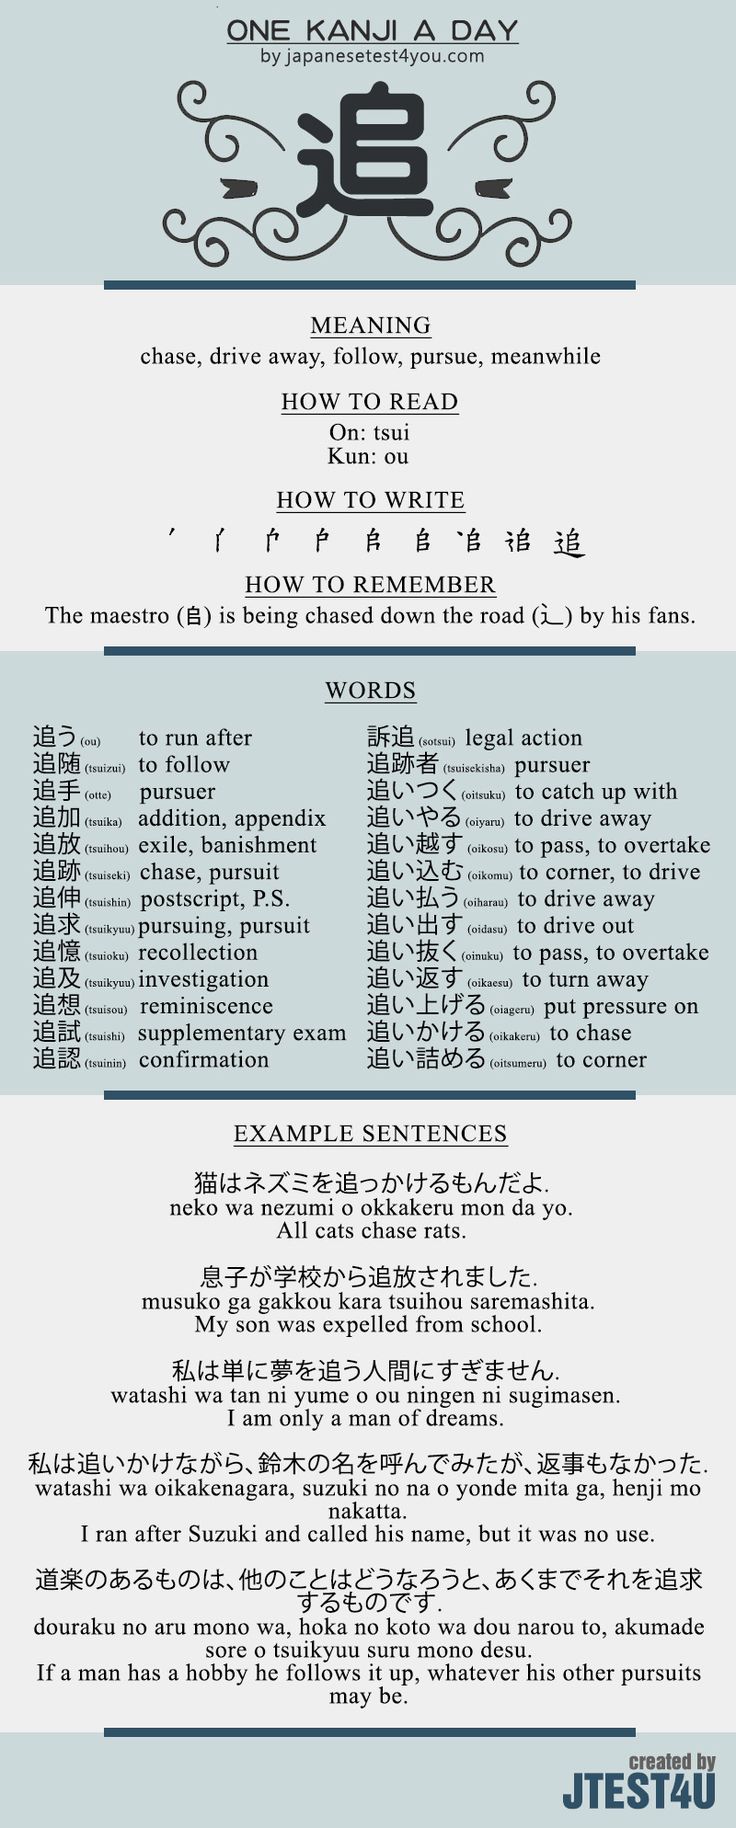 ONE KANJI A DAY
by japanesetest4you.com
追
MEANING
chase, drive away, follow, pursue, meanwhile
HOW TO READ
On: tsui
Kun: ou
HOW TO WRITE
追
HOW TO REMEMBER
The maestro (㠯) is being chased down the road (辶) by his fans.
WORDS
追う (ou) to run after
追随 (tsuizui) to follow
追手 (otte) pursuer
追加 (tsuika) addition, appendix
追放 (tsuihou) exile, banishment
追跡 (tsuiseki) chase, pursuit
追伸 (tsuishin) postscript, P.S.
追求 (tsuikyuu) pursuing, pursuit
追憶 (tsuioku) recollection
追及 (tsuikyuu) investigation
追想 (tsuisou) reminiscence
追試 (tsuishi) supplementary exam
追認 (tsuinin) confirmation
訴追 (sotsui) legal action
追跡者 (tsuisekisha) pursuer
追いつく (oitsuku) to catch up with
追いやる (oiyaru) to drive away
追い越す (oikosu) to pass, to overtake
追い込む (oikomu) to corner, to drive
追い払う (oiharau) to drive away
追い出す (oidasu) to drive out
追い抜く (oinuku) to pass, to overtake
追い返す (oikaesu) to turn away
追い上げる (oiageru) put pressure on
追いかける (oikakeru) to chase
追い詰める (oitsumeru) to corner
EXAMPLE SENTENCES
猫はネズミを追っかけるもんだよ.
neko wa nezumi o okkakeru mon da yo.
All cats chase rats.
息子が学校から追放されました.
musuko ga gakkou kara tsuihou saremashita.
My son was expelled from school.
私は単に夢を追う人間にすぎません.
watashi wa tan ni yume o ou ningen ni sugimasen.
I am only a man of dreams.
私は追いかけながら、鈴木の名を呼んでみたが、返事もなかった.
watashi wa oikakenagara, suzuki no na o yonde mita ga, henji mo
nakatta.
I ran after Suzuki and called his name, but it was no use.
道楽のあるものは、他のことはどうなろうと、あくまでそれを追求
するものです.
douraku no aru mono wa, hoka no koto wa dou narou to, akumade
sore o tsuikyuu suru mono desu.
If a man has a hobby he follows it up, whatever his other pursuits
may be.
created by
JTEST4U